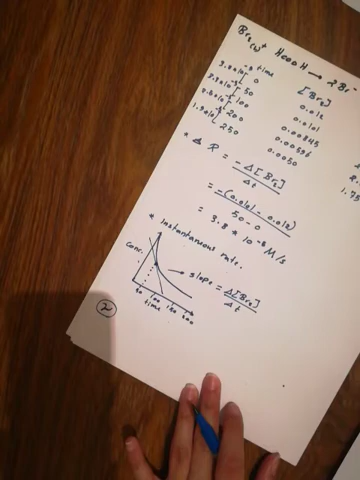 Br₂(aq) + HCOOH → 2Br⁻
time [Br₂]
0 0.012
50 0.0101
100 0.00845
200 0.00596
250 0.0050
* Δ R = -Δ[Br₂] / Δt
= -(0.0101 - 0.012) / 50 - 0
= 3.8 * 10⁻⁵ M/s
* instantaneous rate.
Conc.
→ slope = Δ[Br₂] / Δt
time
2